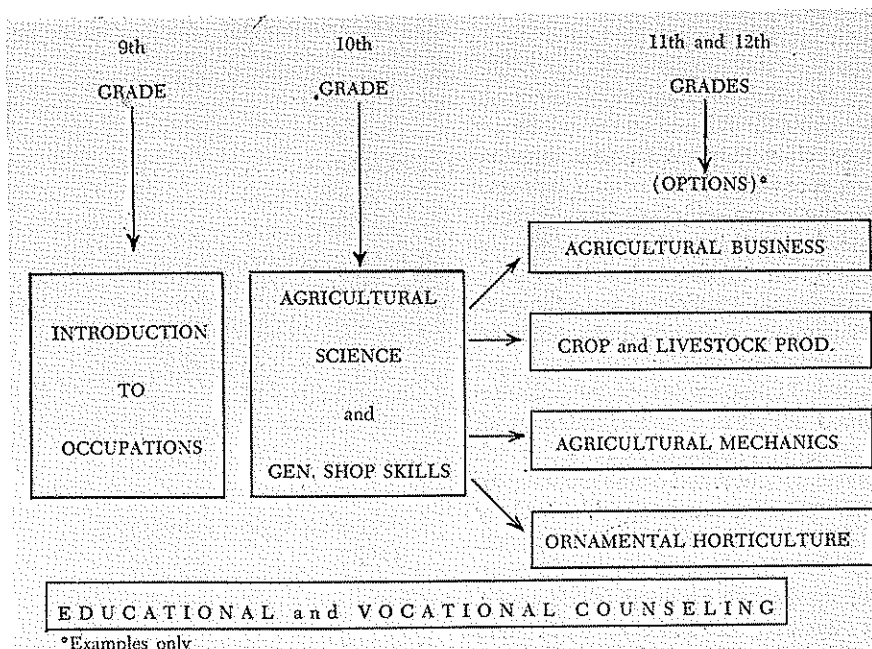 9th
GRADE
10th
GRADE
11th and 12th
GRADES
(OPTIONS)*
INTRODUCTION
TO
OCCUPATIONS
AGRICULTURAL
SCIENCE
and
GEN. SHOP SKILLS
AGRICULTURAL BUSINESS
CROP and LIVESTOCK PROD.
AGRICULTURAL MECHANICS
ORNAMENTAL HORTICULTURE
EDUCATIONAL and VOCATIONAL COUNSELING
*Examples only